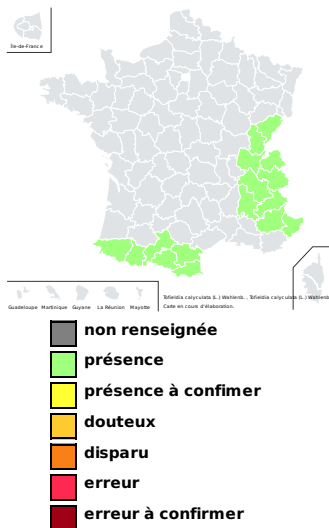 Île-de-France
Guadeloupe Martinique Guyane La Réunion Mayotte
Tofieldia calyculata (L.) Wahlenb. , Tofieldia calyculata (L.) Wahlenb
Carte en cours d'élaboration.
non renseignée
présence
présence à confimer
douteux
disparu
erreur
erreur à confirmer